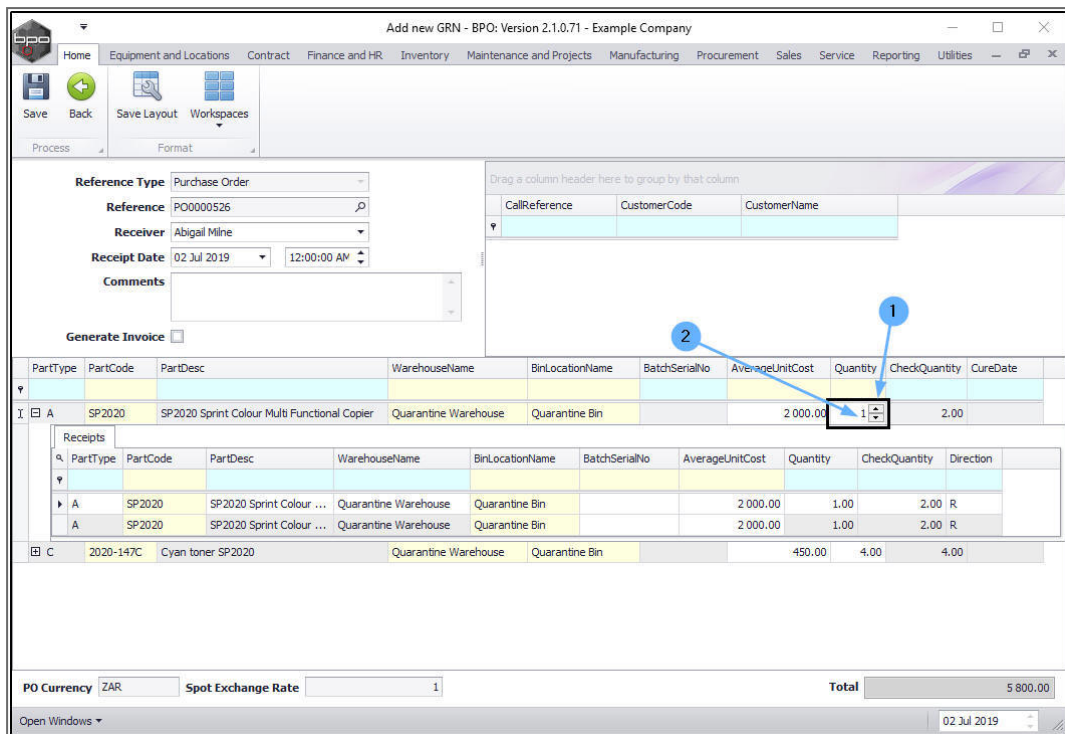 Add new GRN - BPO: Version 2.1.0.71 - Example Company
bpo
Home Equipment and Locations Contract Finance and HR Inventory Maintenance and Projects Manufacturing Procurement Sales Service Reporting Utilities
Save Back Save Layout Workspaces
Process Format
Reference Type Purchase Order
Reference PO0000526
Receiver Abigail Milne
Receipt Date 02 Jul 2019 12:00:00 AM
Comments
Generate Invoice
Drag a column header here to group by that column
CallReference CustomerCode CustomerName
1
2
PartType PartCode PartDesc WarehouseName BinLocationName BatchSerialNo AverageUnitCost Quantity CheckQuantity CureDate
A SP2020 SP2020 Sprint Colour Multi Functional Copier Quarantine Warehouse Quarantine Bin 2 000.00 1 2.00
Receipts
PartType PartCode PartDesc WarehouseName BinLocationName BatchSerialNo AverageUnitCost Quantity CheckQuantity Direction
A SP2020 SP2020 Sprint Colour ... Quarantine Warehouse Quarantine Bin 2 000.00 1.00 2.00 R
A SP2020 SP2020 Sprint Colour ... Quarantine Warehouse Quarantine Bin 2 000.00 1.00 2.00 R
C 2020-147C Cyan toner SP2020 Quarantine Warehouse Quarantine Bin 450.00 4.00 4.00
PO Currency ZAR Spot Exchange Rate 1 Total 5 800.00
Open Windows 02 Jul 2019